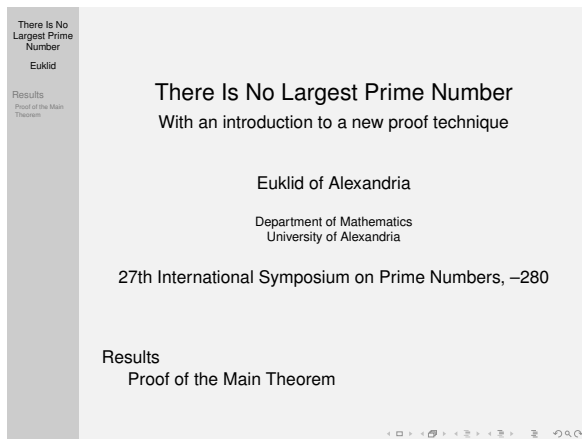 There Is No
Largest Prime
Number
Euklid
Results
Proof of the Main
Theorem
There Is No Largest Prime Number
With an introduction to a new proof technique
Euklid of Alexandria
Department of Mathematics
University of Alexandria
27th International Symposium on Prime Numbers, –280
Results
Proof of the Main Theorem